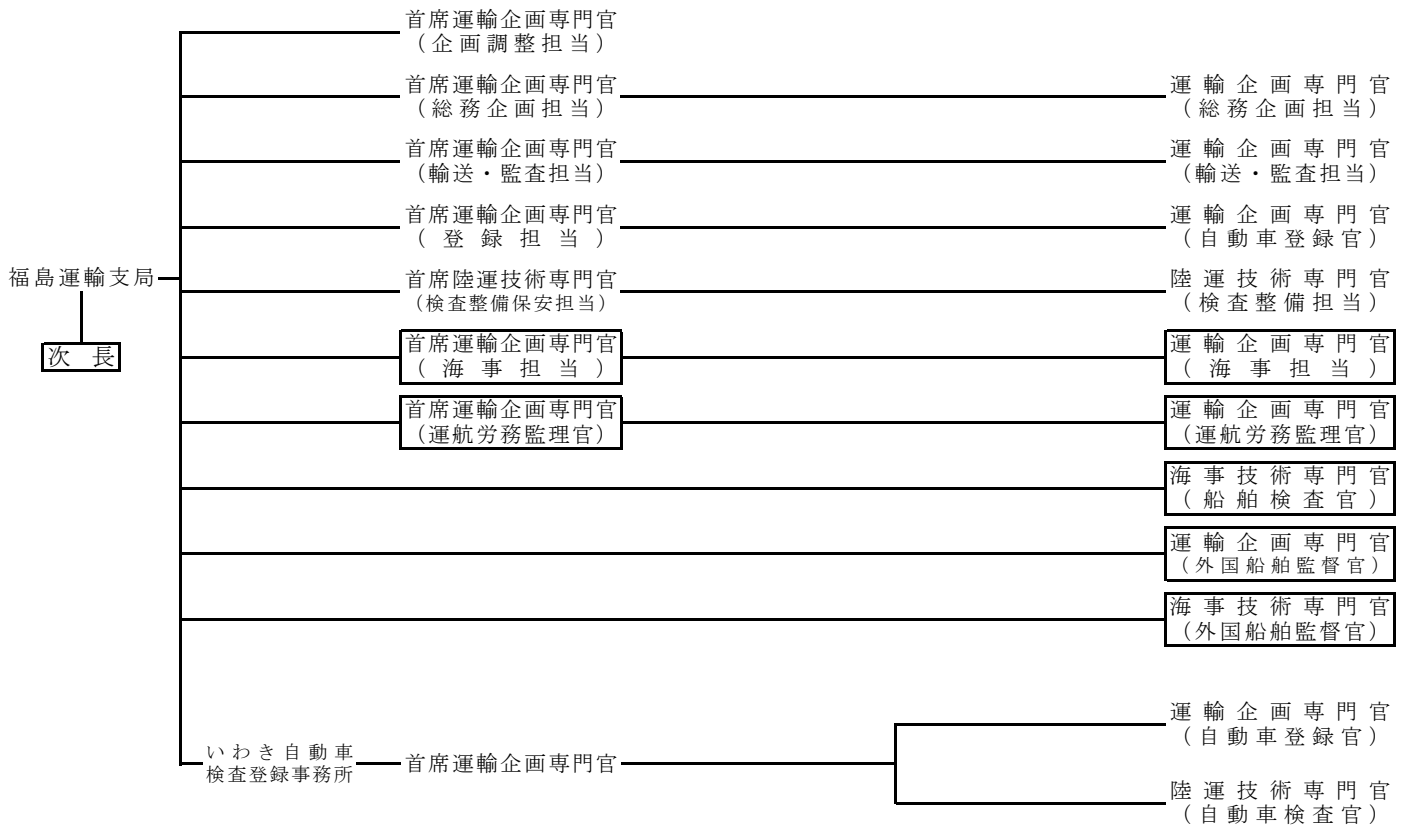 首席運輸企画専門官
（企画調整担当）
首席運輸企画専門官
（総務企画担当）
運輸企画専門官
（総務企画担当）
首席運輸企画専門官
（輸送・監査担当）
運輸企画専門官
（輸送・監査担当）
首席運輸企画専門官
（登録担当）
運輸企画専門官
（自動車登録官）
福島運輸支局
首席陸運技術専門官
（検査整備保安担当）
陸運技術専門官
（検査整備担当）
次長
首席運輸企画専門官
（海事担当）
運輸企画専門官
（海事担当）
首席運輸企画専門官
（運航労務監理官）
運輸企画専門官
（運航労務監理官）
海事技術専門官
（船舶検査官）
運輸企画専門官
（外国船舶監督官）
海事技術専門官
（外国船舶監督官）
いわき自動車
検査登録事務所
首席運輸企画専門官
運輸企画専門官
（自動車登録官）
陸運技術専門官
（自動車検査官）